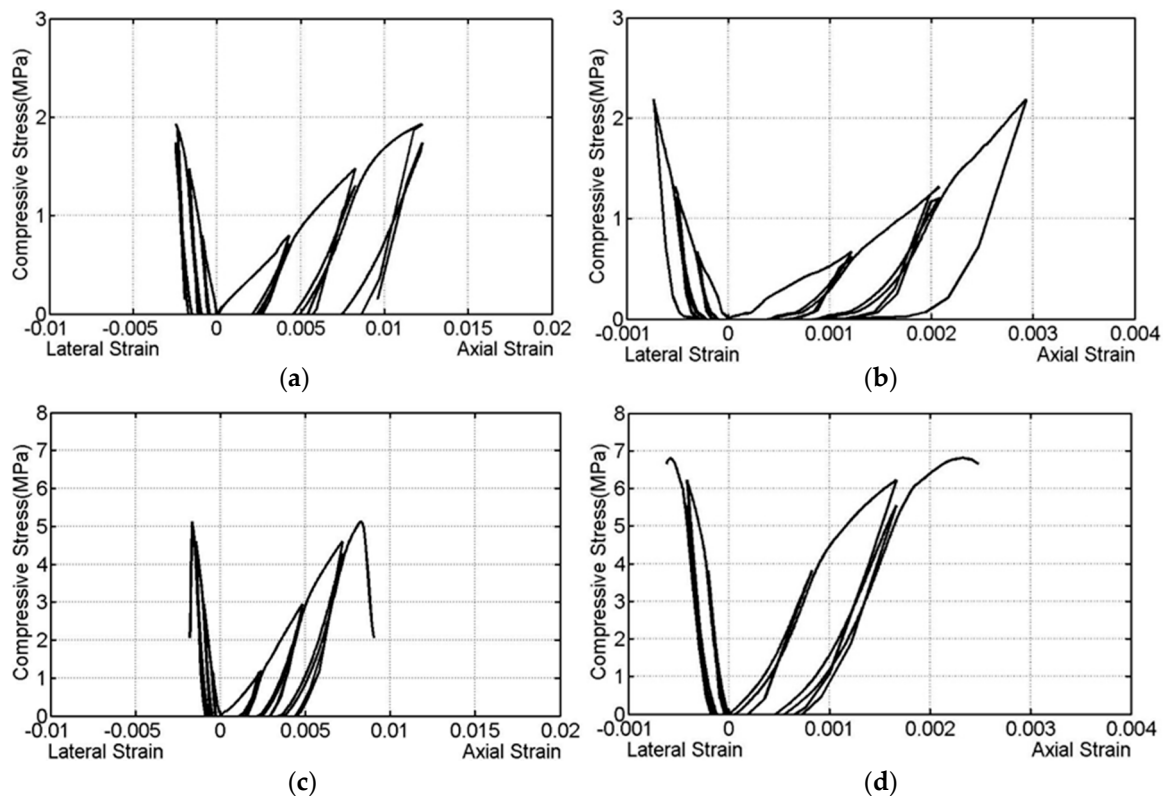 3
2
1
0
Compressive Stress(MPa)
-0.01 -0.005 0 0.005 0.01 0.015 0.02
Lateral Strain Axial Strain
(a)
3
2
1
0
Compressive Stress(MPa)
-0.001 0 0.001 0.002 0.003 0.004
Lateral Strain Axial Strain
(b)
8
7
6
5
4
3
2
1
0
Compressive Stress(MPa)
-0.01 -0.005 0 0.005 0.01 0.015 0.02
Lateral Strain Axial Strain
(c)
8
7
6
5
4
3
2
1
0
Compressive Stress(MPa)
-0.001 0 0.001 0.002 0.003 0.004
Lateral Strain Axial Strain
(d)